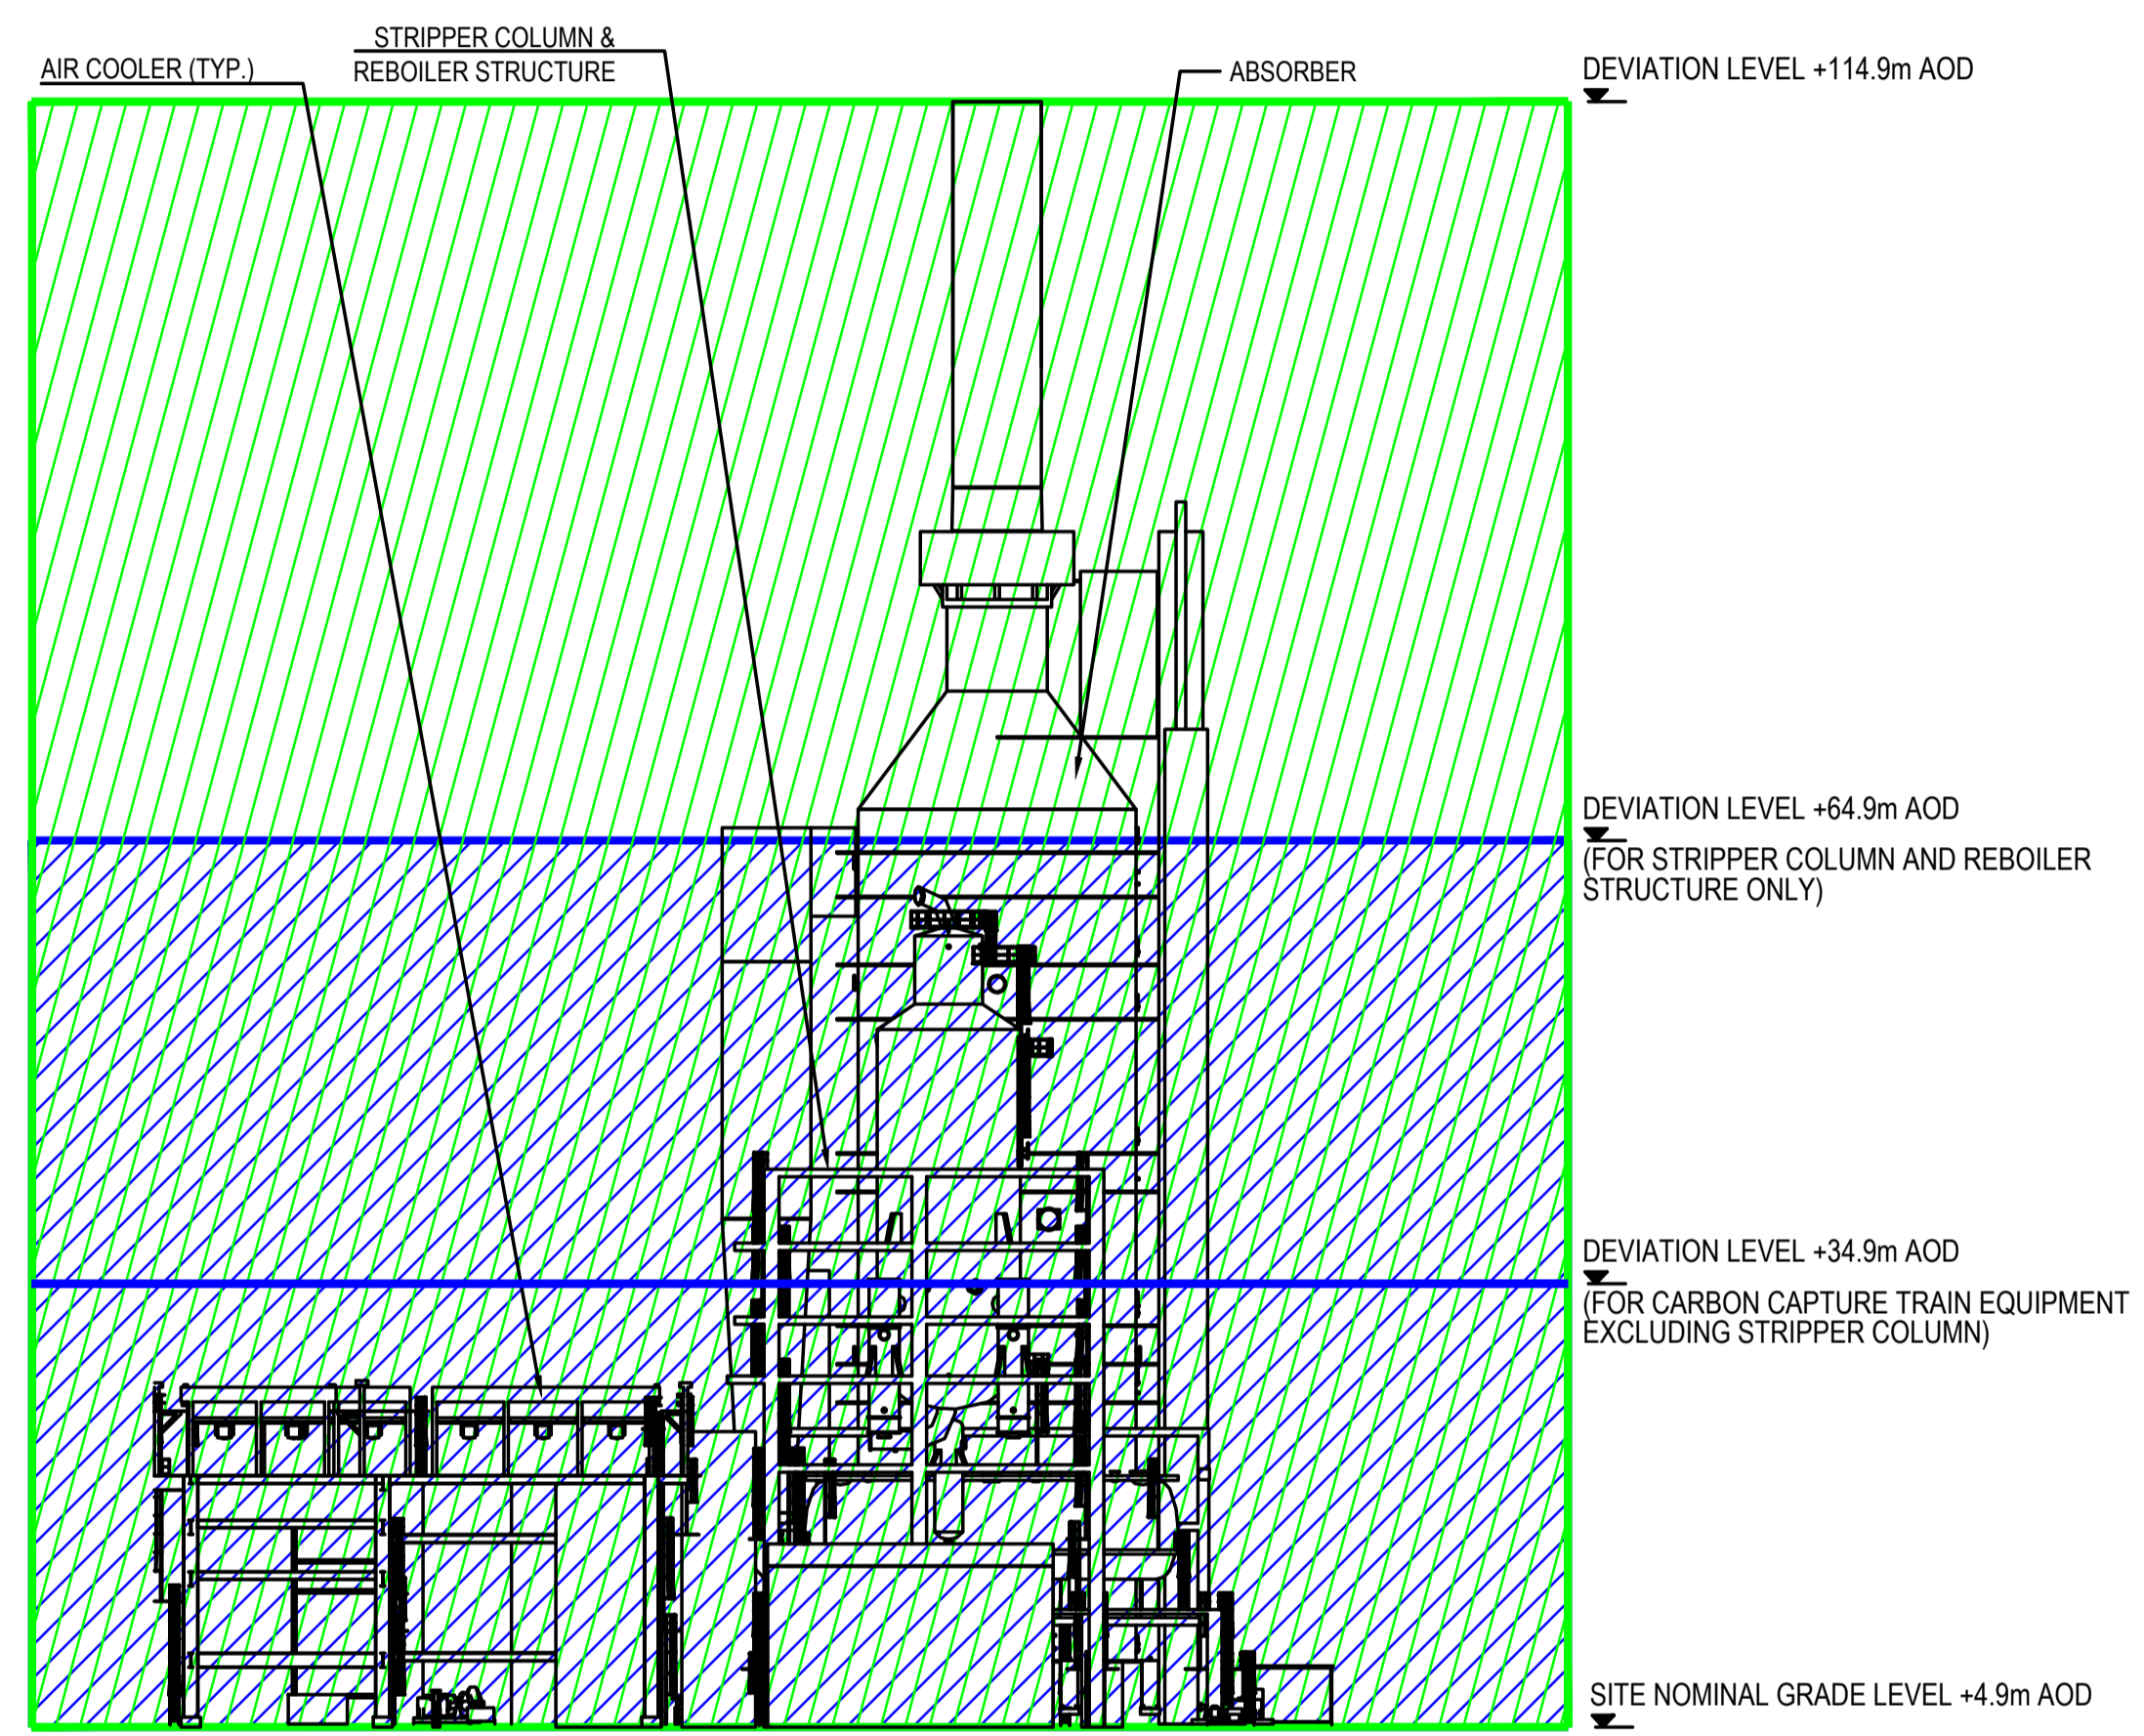 STRIPPER COLUMN &
REBOILER STRUCTURE
AIR COOLER (TYP.)
ABSORBER
DEVIATION LEVEL +114.9m AOD
DEVIATION LEVEL +64.9m AOD
(FOR STRIPPER COLUMN AND REBOILER
STRUCTURE ONLY)
DEVIATION LEVEL +34.9m AOD
(FOR CARBON CAPTURE TRAIN EQUIPMENT
EXCLUDING STRIPPER COLUMN)
SITE NOMINAL GRADE LEVEL +4.9m AOD